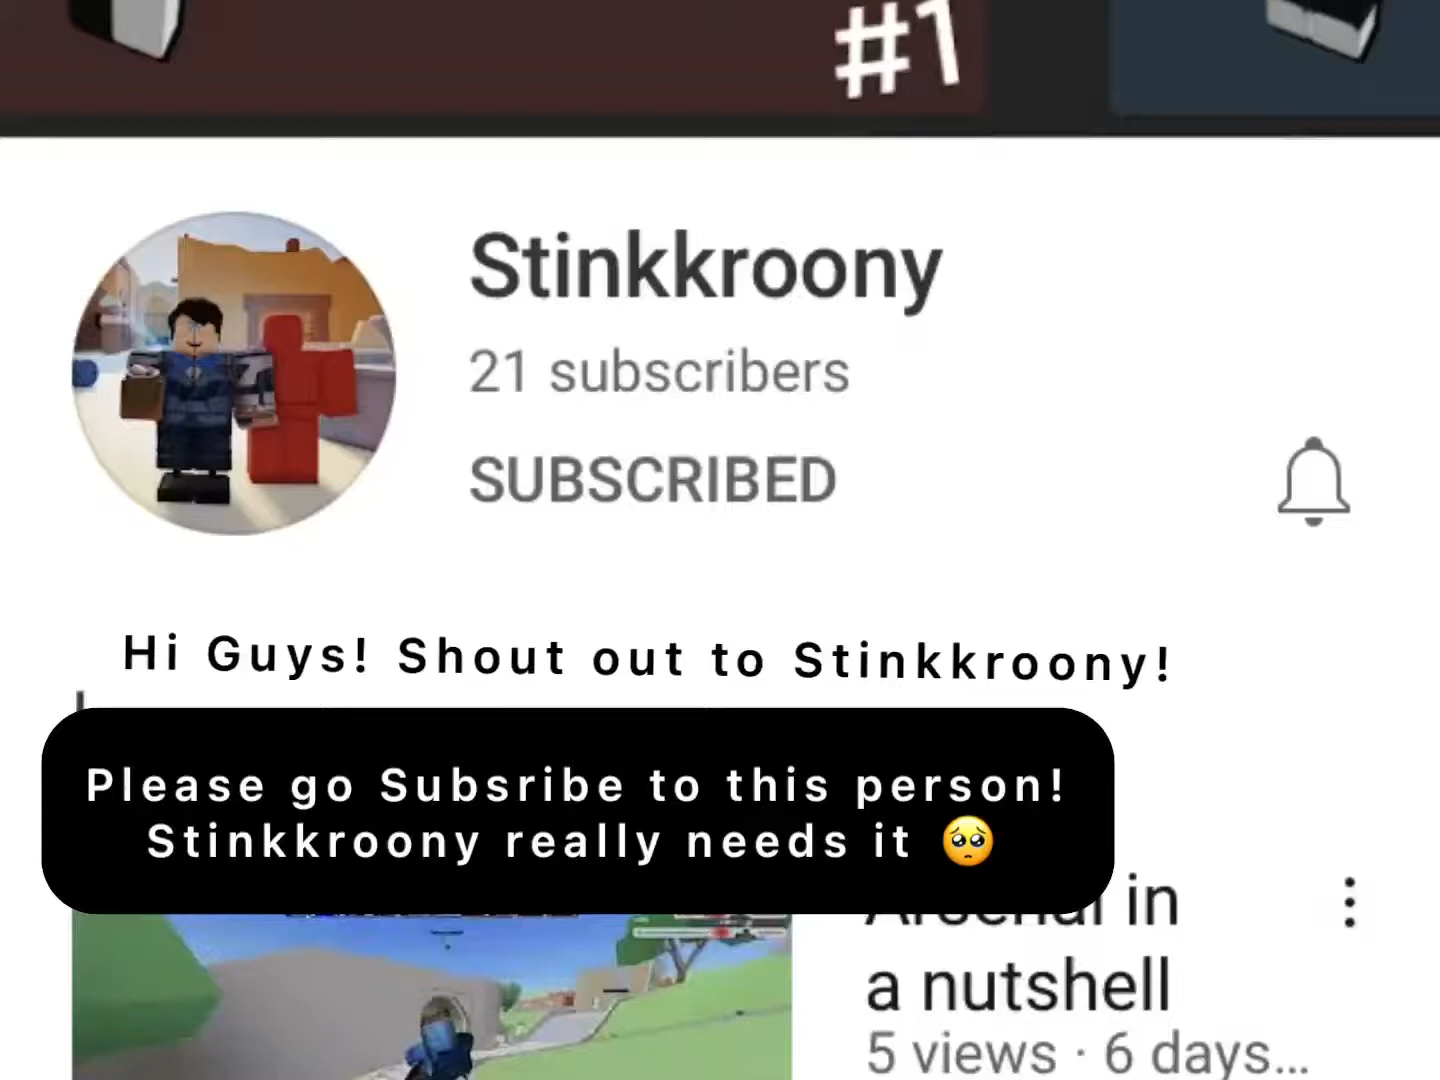 #1
Stinkkroony
21 subscribers
SUBSCRIBED
Hi Guys! Shout out to Stinkkroony!
Please go Subsribe to this person!
Stinkkroony really needs it 🥺
Arsenal in
a nutshell
5 views · 6 days...